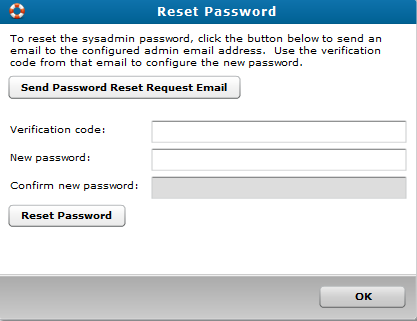 Reset Password
To reset the sysadmin password, click the button below to send an
email to the configured admin email address. Use the verification
code from that email to configure the new password.
Send Password Reset Request Email
Verification code:
New password:
Confirm new password:
Reset Password
OK